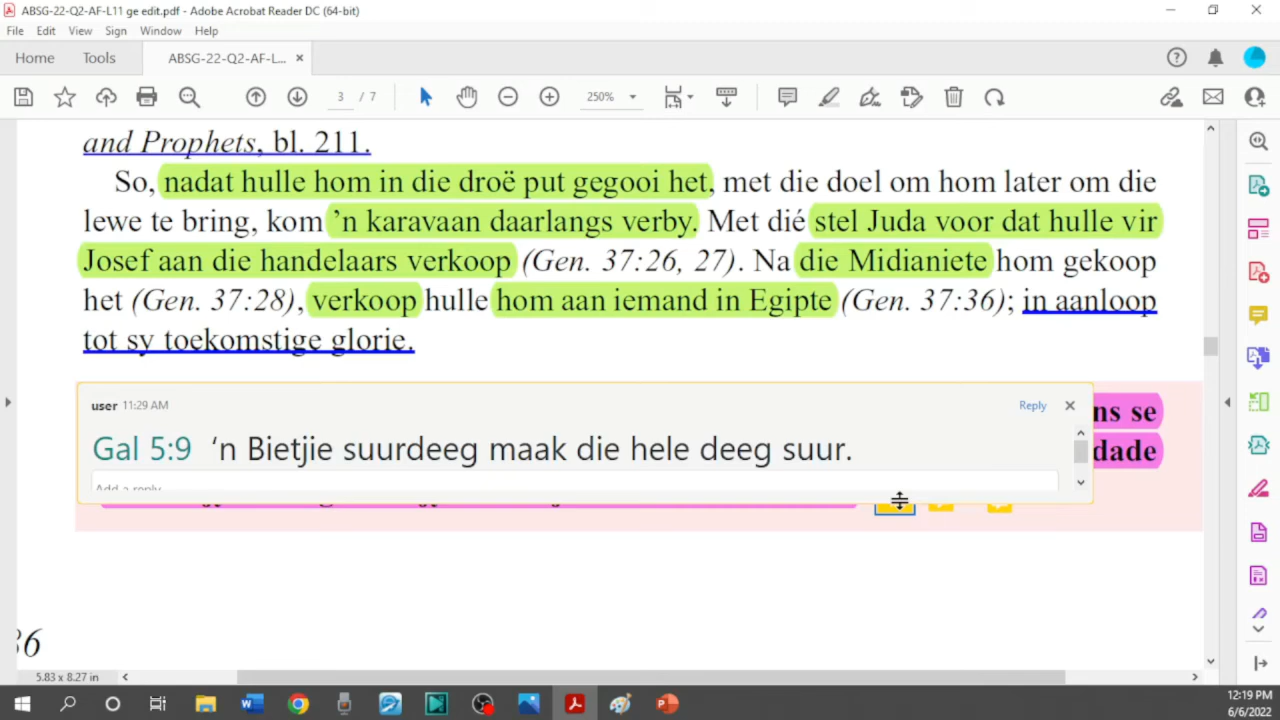 ABSG-22-Q2-AF-L11 ge edit.pdf - Adobe Acrobat Reader DC (64-bit)
File Edit View Sign Window Help
Home Tools ABSG-22-Q2-AF-L...
3 / 7 250%
and Prophets, bl. 211.
So, nadat hulle hom in die droë put gegooi het, met die doel om hom later om die
lewe te bring, kom ’n karavaan daarlangs verby. Met dié stel Juda voor dat hulle vir
Josef aan die handelaars verkoop (Gen. 37:26, 27). Na die Midianiete hom gekoop
het (Gen. 37:28), verkoop hulle hom aan iemand in Egipte (Gen. 37:36); in aanloop
tot sy toekomstige glorie.
user 11:29 AM Reply
ns se
Gal 5:9 ‘n Bietjie suurdeeg maak die hele deeg suur.
dade
Add a reply
36
5.83 x 8.27 in
12:19 PM
6/6/2022